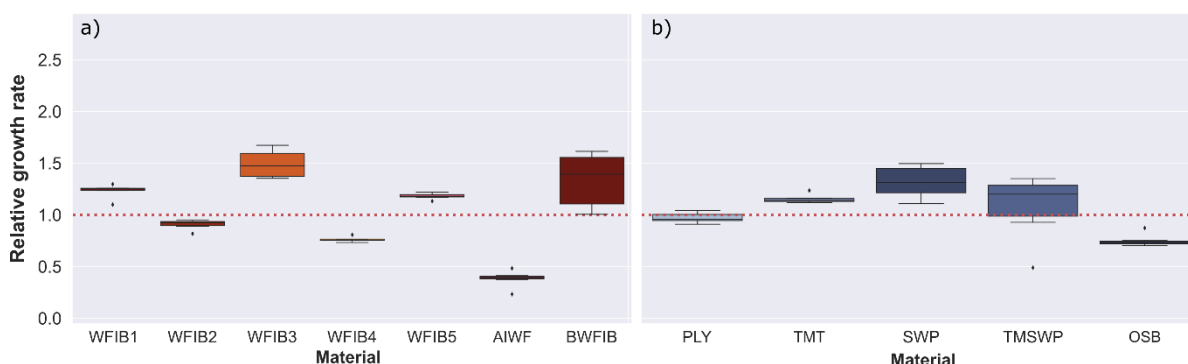 a)
b)
Relative growth rate
2.5
2.0
1.5
1.0
0.5
0.0
WFIB1 WFIB2 WFIB3 WFIB4 WFIB5 AIWF BWFIB
PLY TMT SWP TMSWP OSB
Material
Material